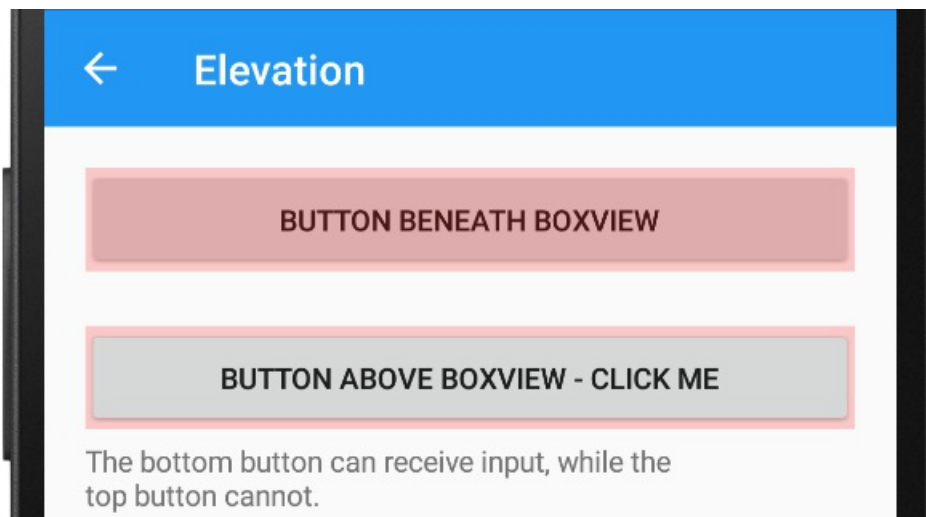 Elevation
BUTTON BENEATH BOXVIEW
BUTTON ABOVE BOXVIEW - CLICK ME
The bottom button can receive input, while the
top button cannot.